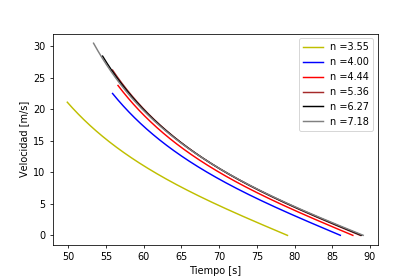 30
25
20
15
10
5
0
Velocidad [m/s]
n =3.55
n =4.00
n =4.44
n =5.36
n =6.27
n =7.18
50 55 60 65 70 75 80 85 90
Tiempo [s]